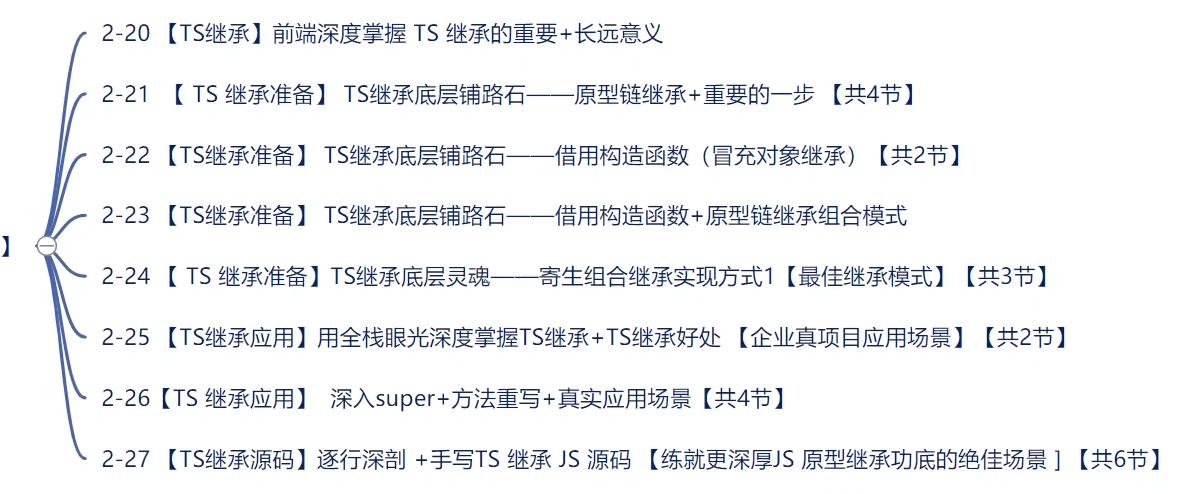 2-20 【TS继承】前端深度掌握 TS 继承的重要+长远意义
2-21 【 TS 继承准备】 TS继承底层铺路石——原型链继承+重要的一步 【共4节】
2-22 【TS继承准备】 TS继承底层铺路石——借用构造函数（冒充对象继承）【共2节】
2-23 【TS继承准备】 TS继承底层铺路石——借用构造函数+原型链继承组合模式
】
2-24 【 TS 继承准备】TS继承底层灵魂——寄生组合继承实现方式1【最佳继承模式】【共3节】
2-25 【TS继承应用】用全栈眼光深度掌握TS继承+TS继承好处 【企业真项目应用场景】【共2节】
2-26【TS 继承应用】 深入super+方法重写+真实应用场景【共4节】
2-27 【TS继承源码】逐行深剖 +手写TS 继承 JS 源码 【练就更深厚JS 原型继承功底的绝佳场景 ] 【共6节】